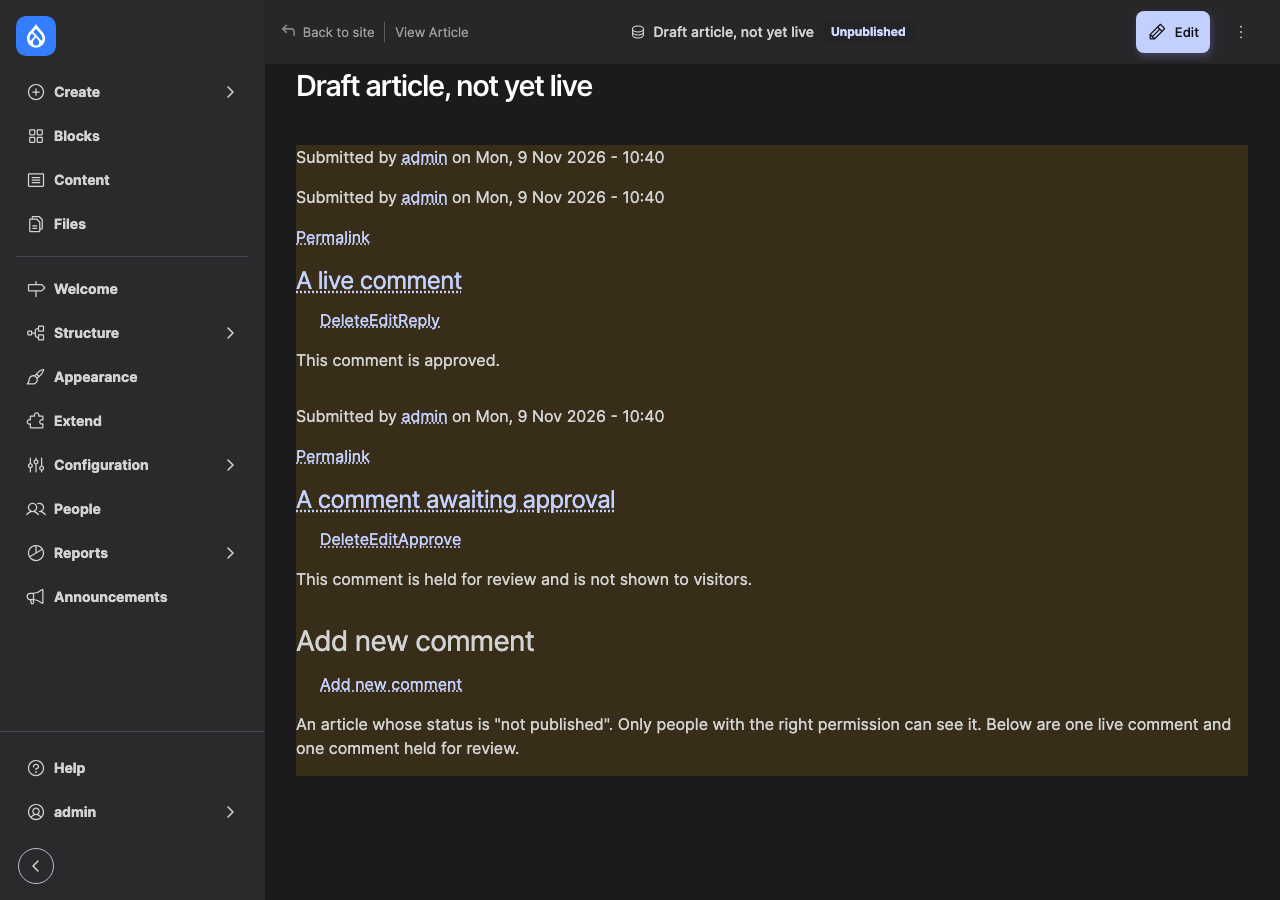 Back to site
View Article
Draft article, not yet live
Unpublished
Edit
Create
Blocks
Content
Files
Welcome
Structure
Appearance
Extend
Configuration
People
Reports
Announcements
Help
admin
Draft article, not yet live
Submitted by admin on Mon, 9 Nov 2026 - 10:40
Submitted by admin on Mon, 9 Nov 2026 - 10:40
Permalink
A live comment
DeleteEditReply
This comment is approved.
Submitted by admin on Mon, 9 Nov 2026 - 10:40
Permalink
A comment awaiting approval
DeleteEditApprove
This comment is held for review and is not shown to visitors.
Add new comment
Add new comment
An article whose status is "not published". Only people with the right permission can see it. Below are one live comment and
one comment held for review.